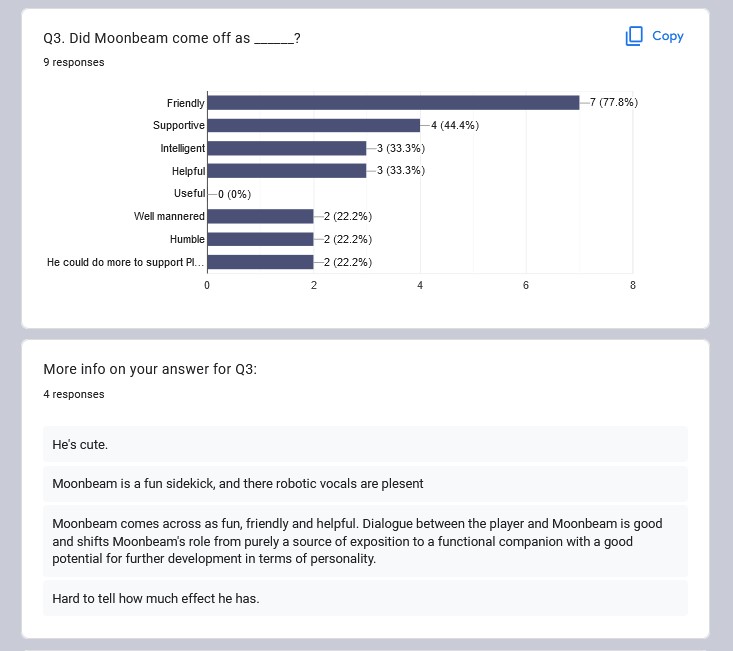 Q3. Did Moonbeam come off as ______?
Copy
9 responses
Friendly 7 (77.8%)
Supportive 4 (44.4%)
Intelligent 3 (33.3%)
Helpful 3 (33.3%)
Useful 0 (0%)
Well mannered 2 (22.2%)
Humble 2 (22.2%)
He could do more to support Pl... 2 (22.2%)
0 2 4 6 8
More info on your answer for Q3:
4 responses
He's cute.
Moonbeam is a fun sidekick, and there robotic vocals are plesent
Moonbeam comes across as fun, friendly and helpful. Dialogue between the player and Moonbeam is good
and shifts Moonbeam's role from purely a source of exposition to a functional companion with a good
potential for further development in terms of personality.
Hard to tell how much effect he has.